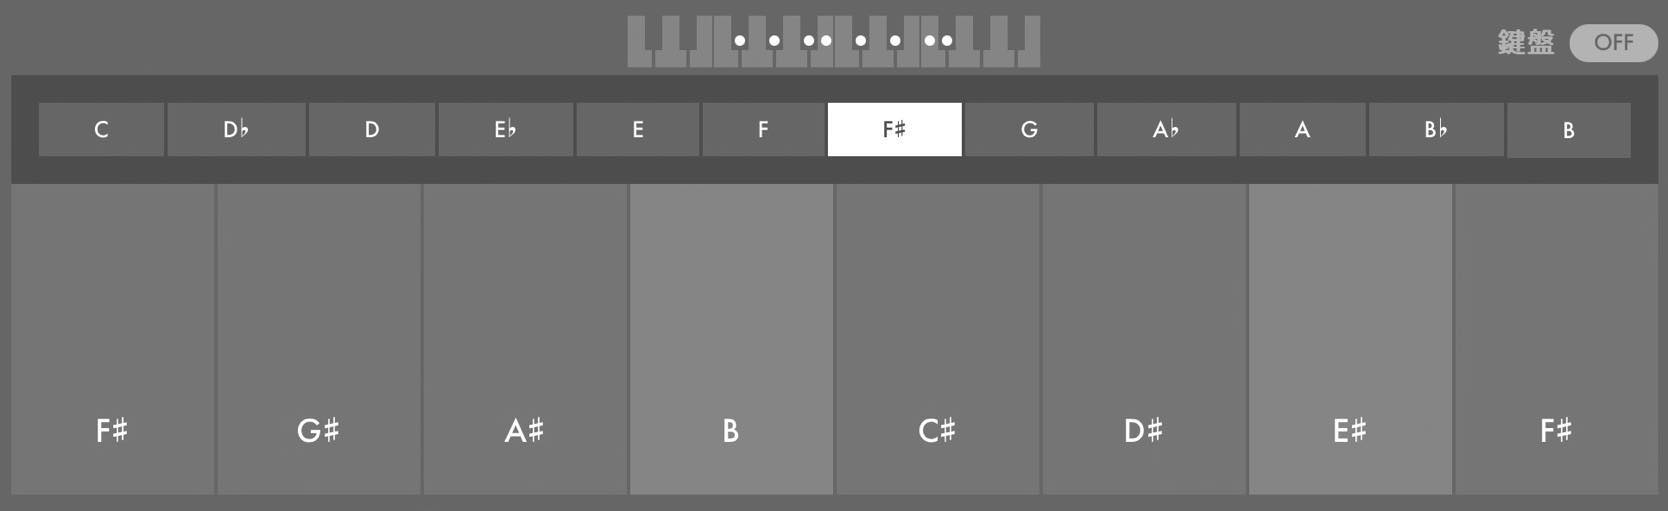 鍵盤 OFF
C D♭ D E♭ E F F♯ G A♭ A B♭ B
F♯ G♯ A♯ B C♯ D♯ E♯ F♯